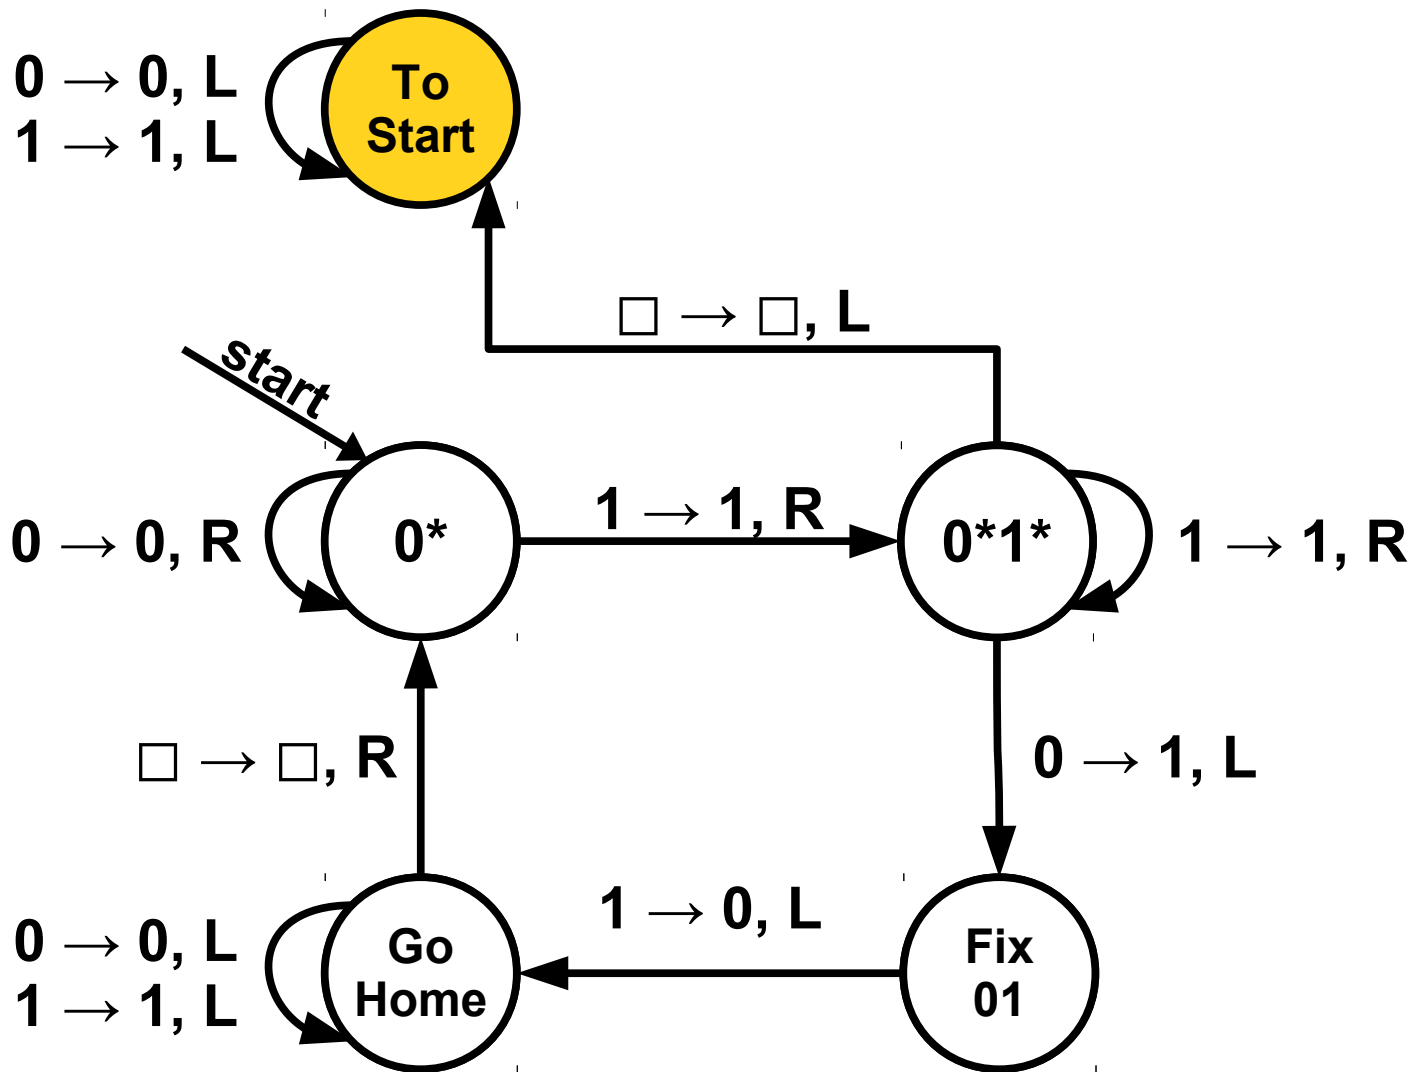 0 → 0, L
1 → 1, L
To
Start
□ → □, L
start
0 → 0, R
0*
1 → 1, R
0*1*
1 → 1, R
□ → □, R
0 → 1, L
0 → 0, L
1 → 1, L
Go
Home
1 → 0, L
Fix
01